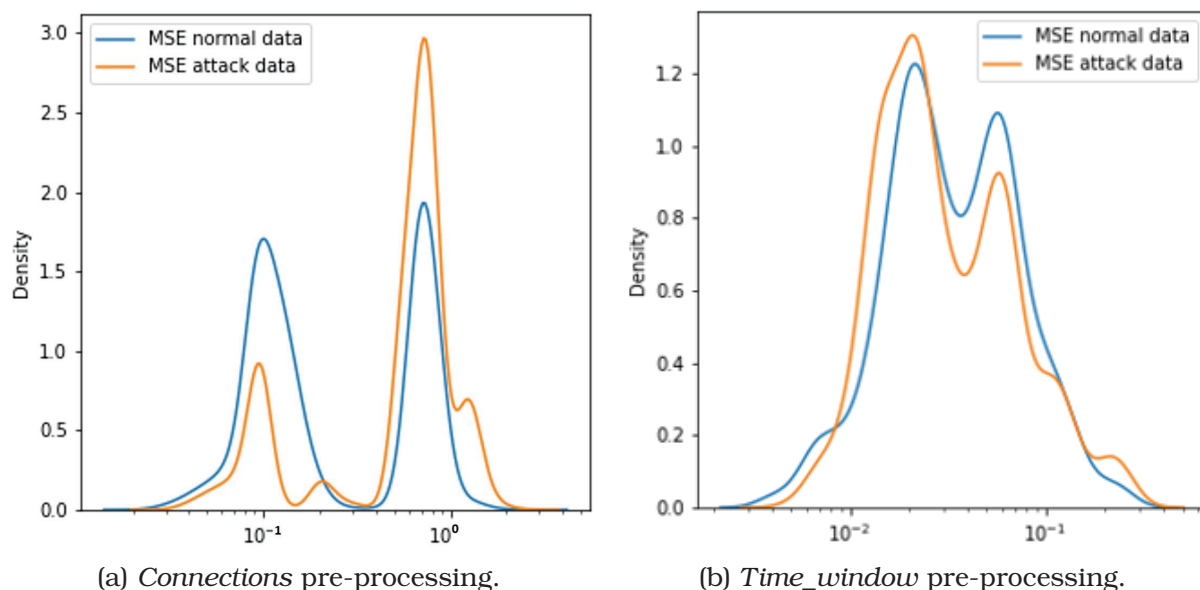 MSE normal data
MSE attack data
Density
3.0
2.5
2.0
1.5
1.0
0.5
0.0
10⁻¹
10⁰
(a) Connections pre-processing.
MSE normal data
MSE attack data
Density
1.2
1.0
0.8
0.6
0.4
0.2
0.0
10⁻²
10⁻¹
(b) Time_window pre-processing.